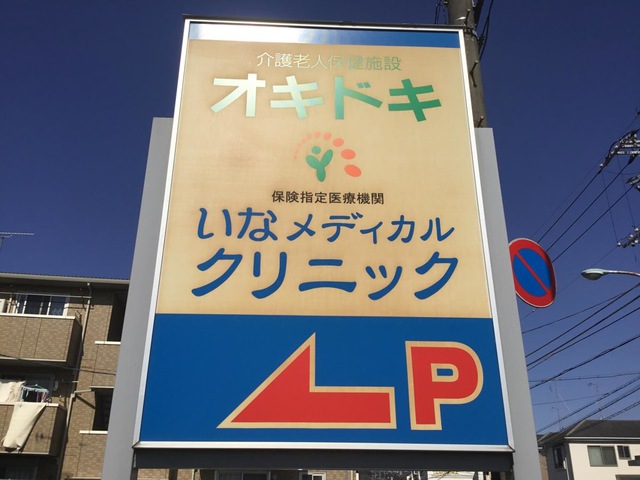 介護老人保健施設
オキドキ
保険指定医療機関
いなメディカル
クリニック
P